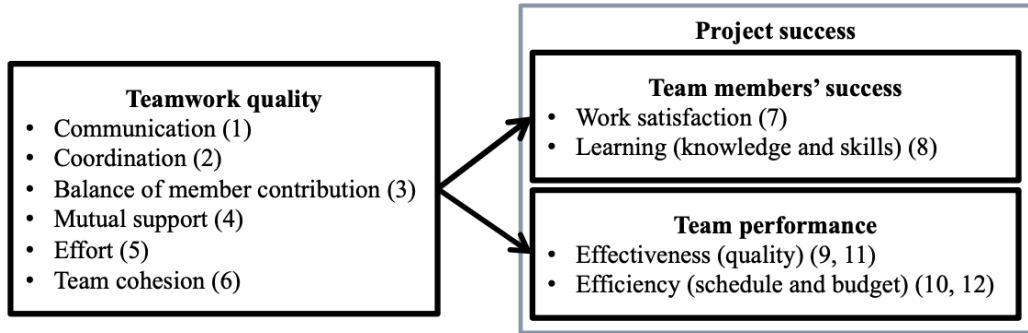 Teamwork quality
• Communication (1)
• Coordination (2)
• Balance of member contribution (3)
• Mutual support (4)
• Effort (5)
• Team cohesion (6)
Project success
Team members’ success
• Work satisfaction (7)
• Learning (knowledge and skills) (8)
Team performance
• Effectiveness (quality) (9, 11)
• Efficiency (schedule and budget) (10, 12)